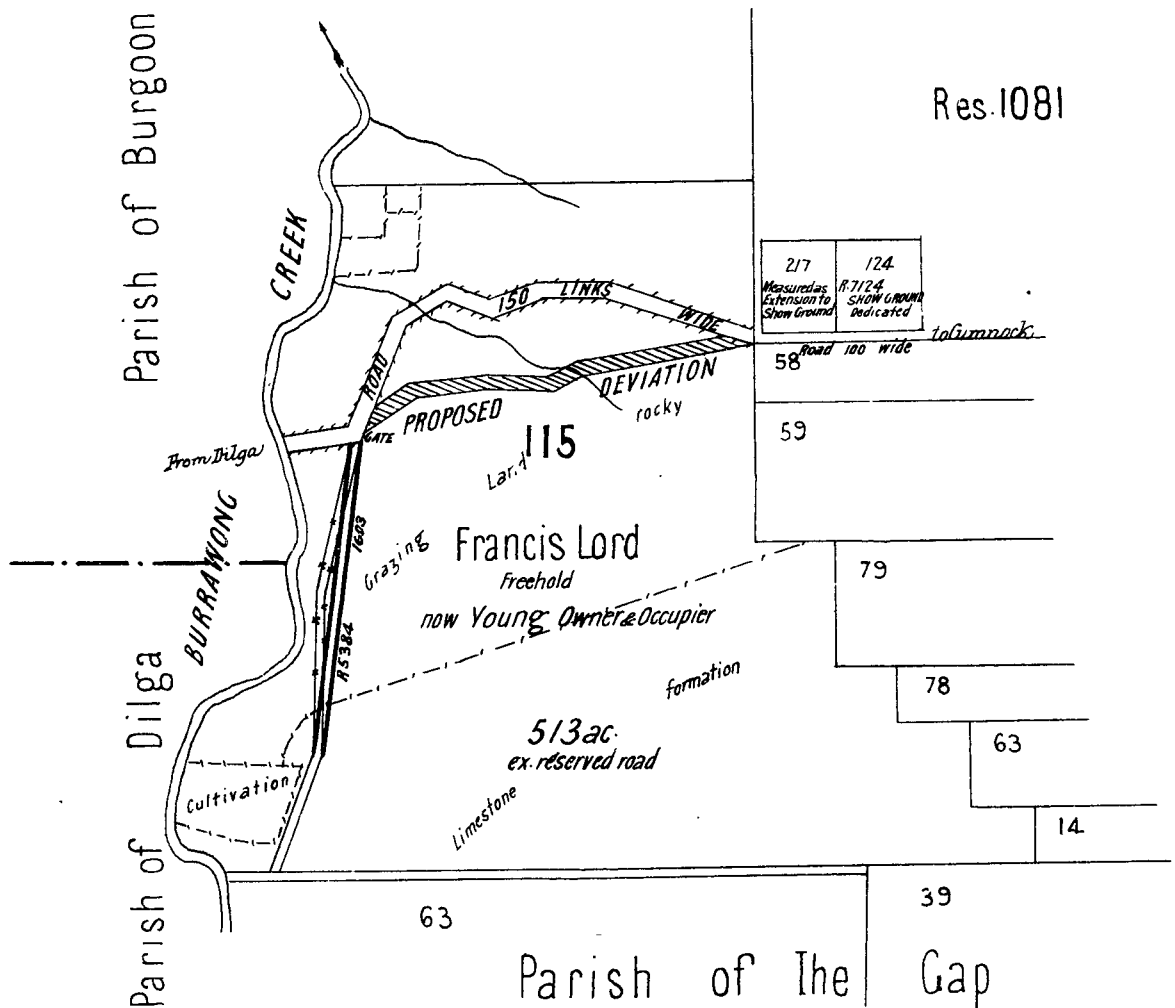 Parish of Burgoon
Res. 1081
CREEK
217
Measured as
Extension to
Show Ground
124
R.7124
SHOW GROUND
Dedicated
ROAD 150 LINKS WIDE
to Cumnock
Road 100 wide
58
PROPOSED DEVIATION
rocky
GATE
From Dilga
59
115
Land
BURRAWONG
1603
Grazing
Francis Lord
Freehold
79
now Young Owner & Occupier
R5384
formation
78
Parish of Dilga
513ac.
ex. reserved road
63
Cultivation
Limestone
14
63
39
Parish of The Gap